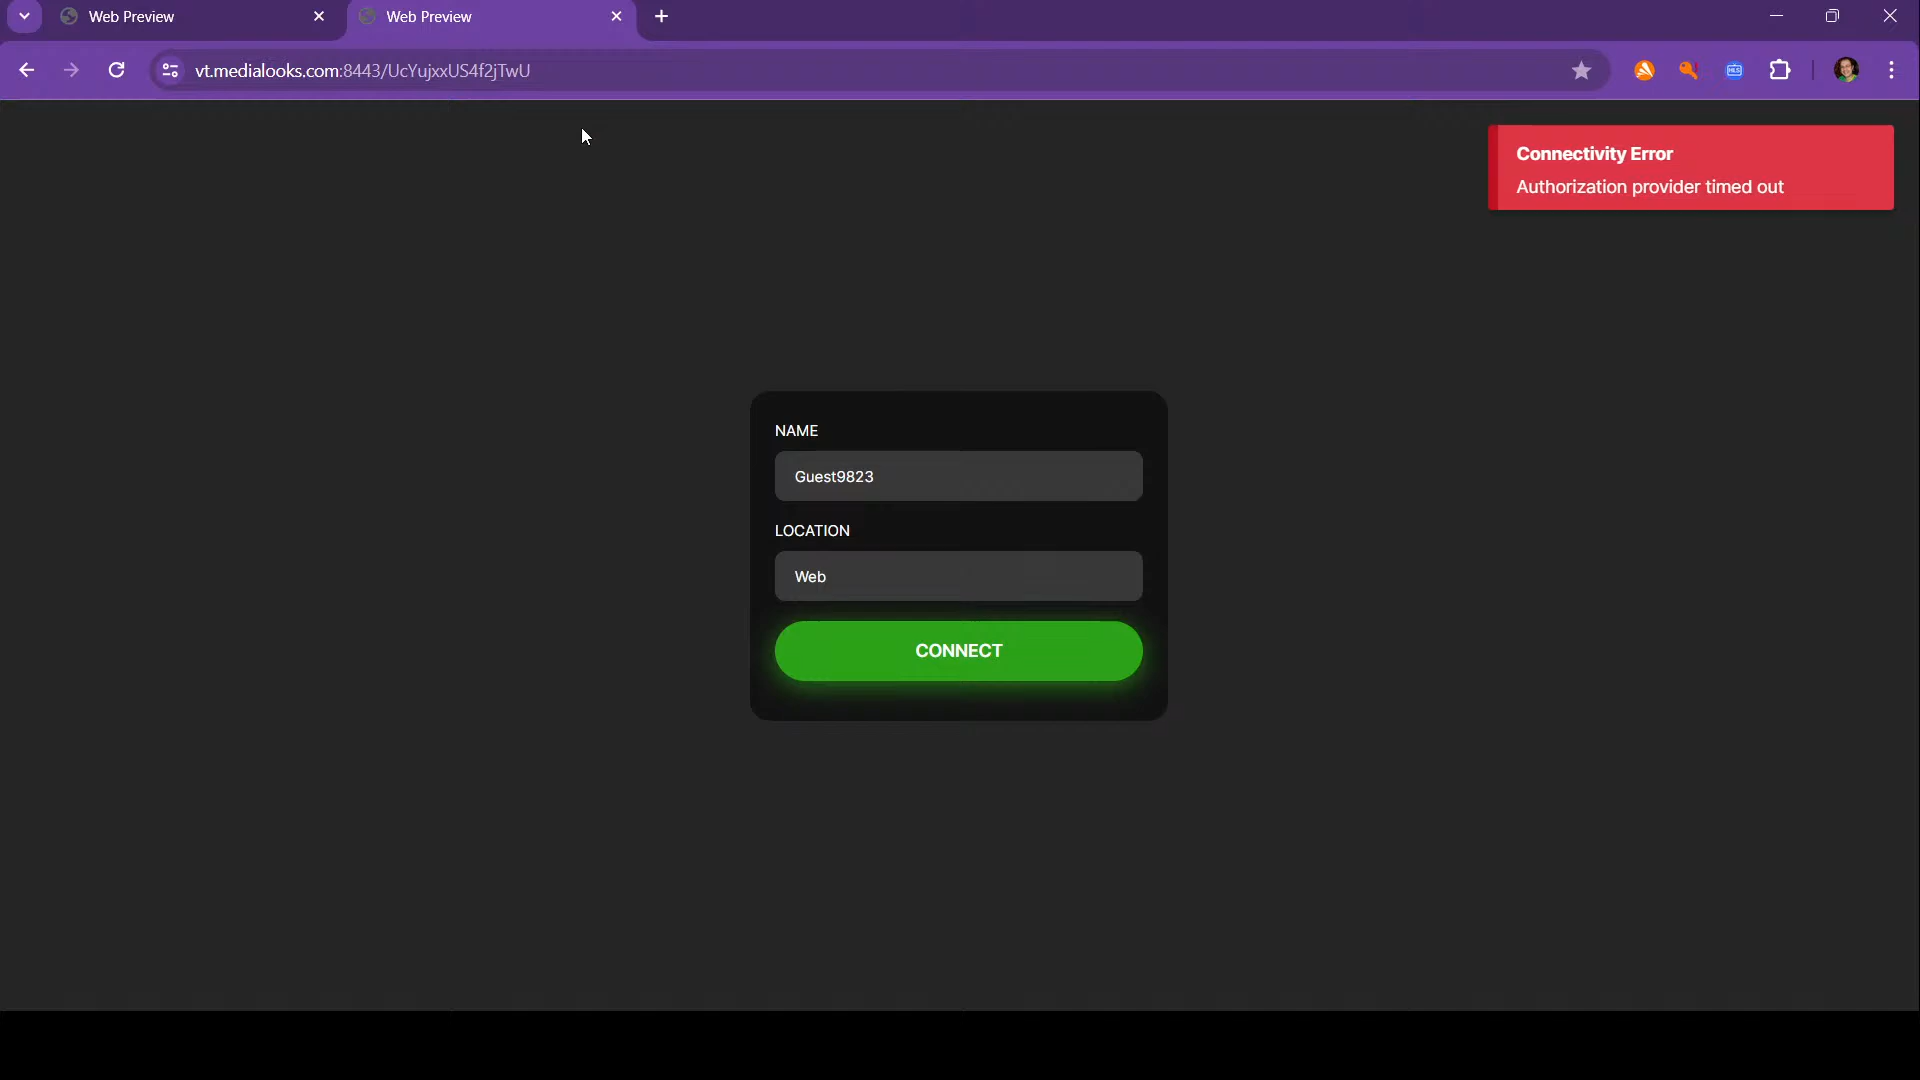 Web Preview
Web Preview
vt.medialooks.com:8443/UcYujxxUS4f2jTwU
HLS
Connectivity Error
Authorization provider timed out
NAME
Guest9823
LOCATION
Web
CONNECT